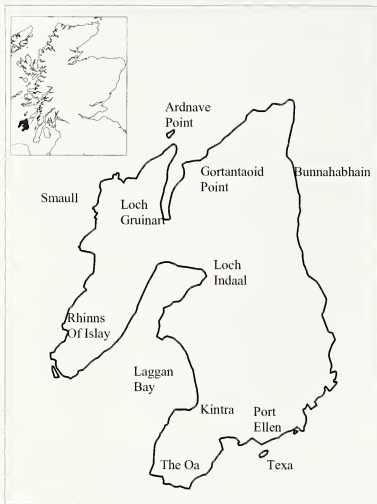 Ardnave
Point
Gortantaoid
Point
Bunnahabhain
Smaull
Loch
Gruinart
Loch
Indaal
Rhinns
Of Islay
Laggan
Bay
Kintra
Port
Ellen
The Oa
Texa